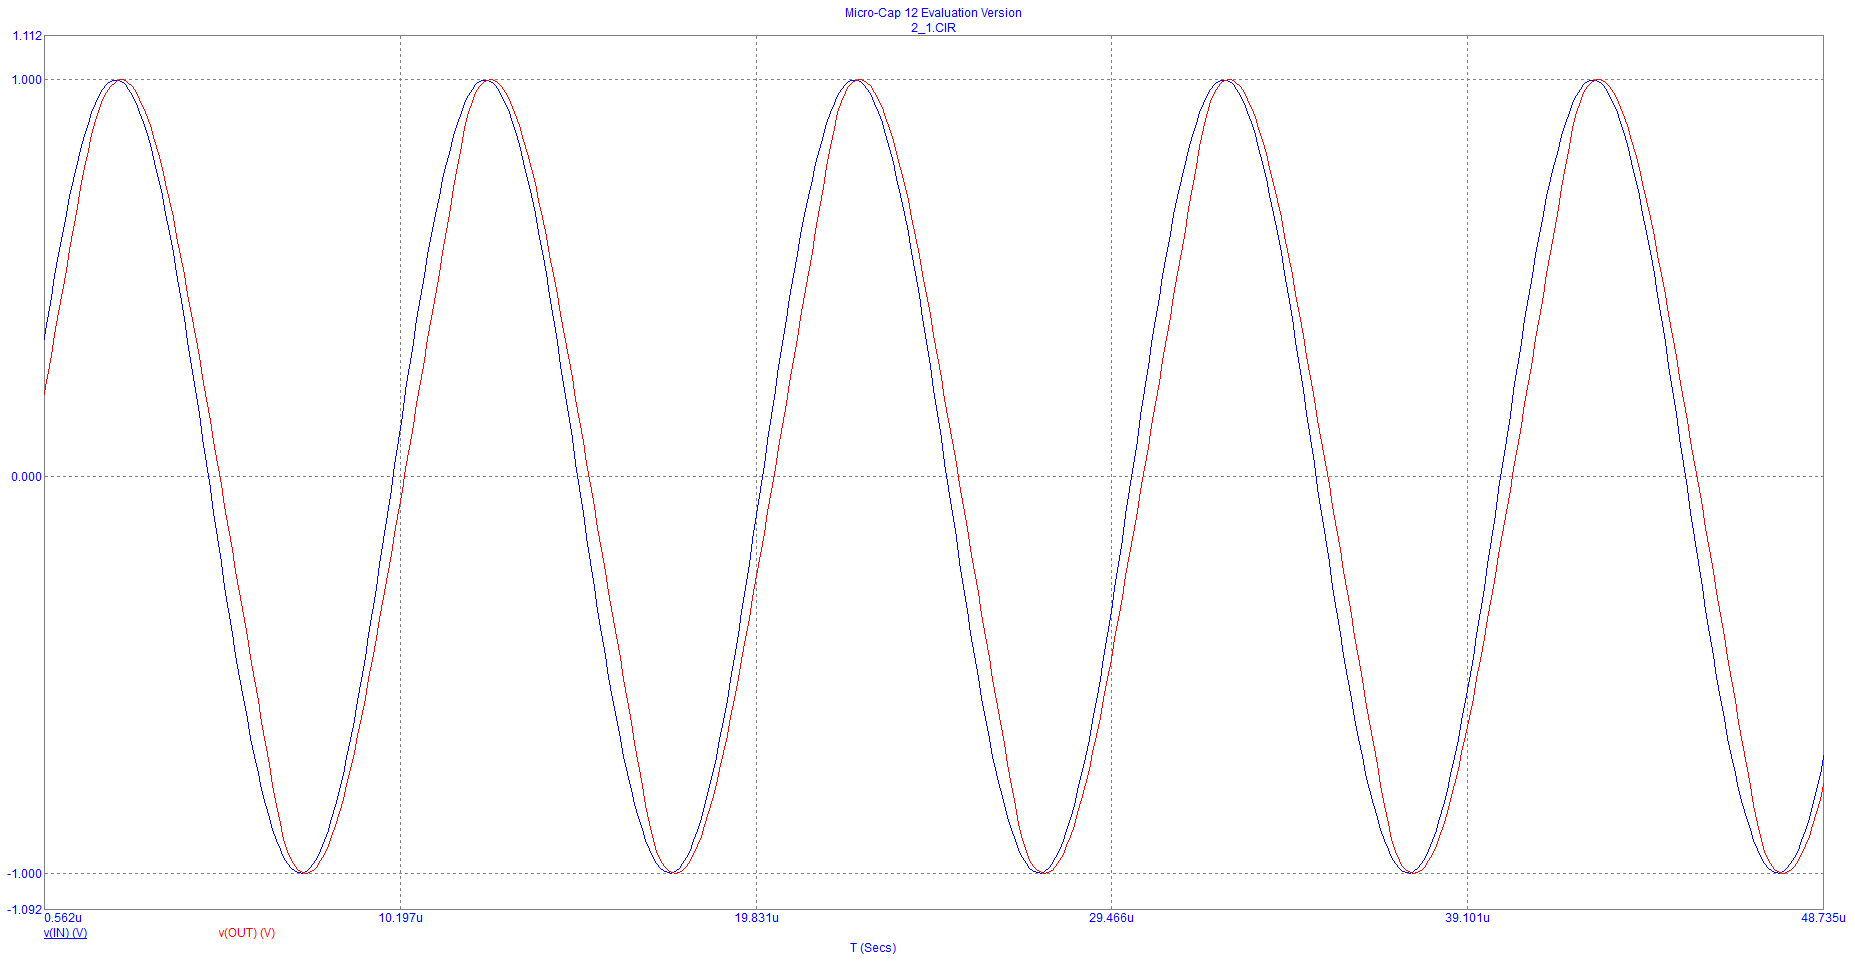 Micro-Cap 12 Evaluation Version
2_1.CIR
1.112
1.000
0.000
-1.000
-1.092
0.562u 10.197u 19.831u 29.466u 39.101u 48.735u
v(IN) (V) v(OUT) (V)
T (Secs)